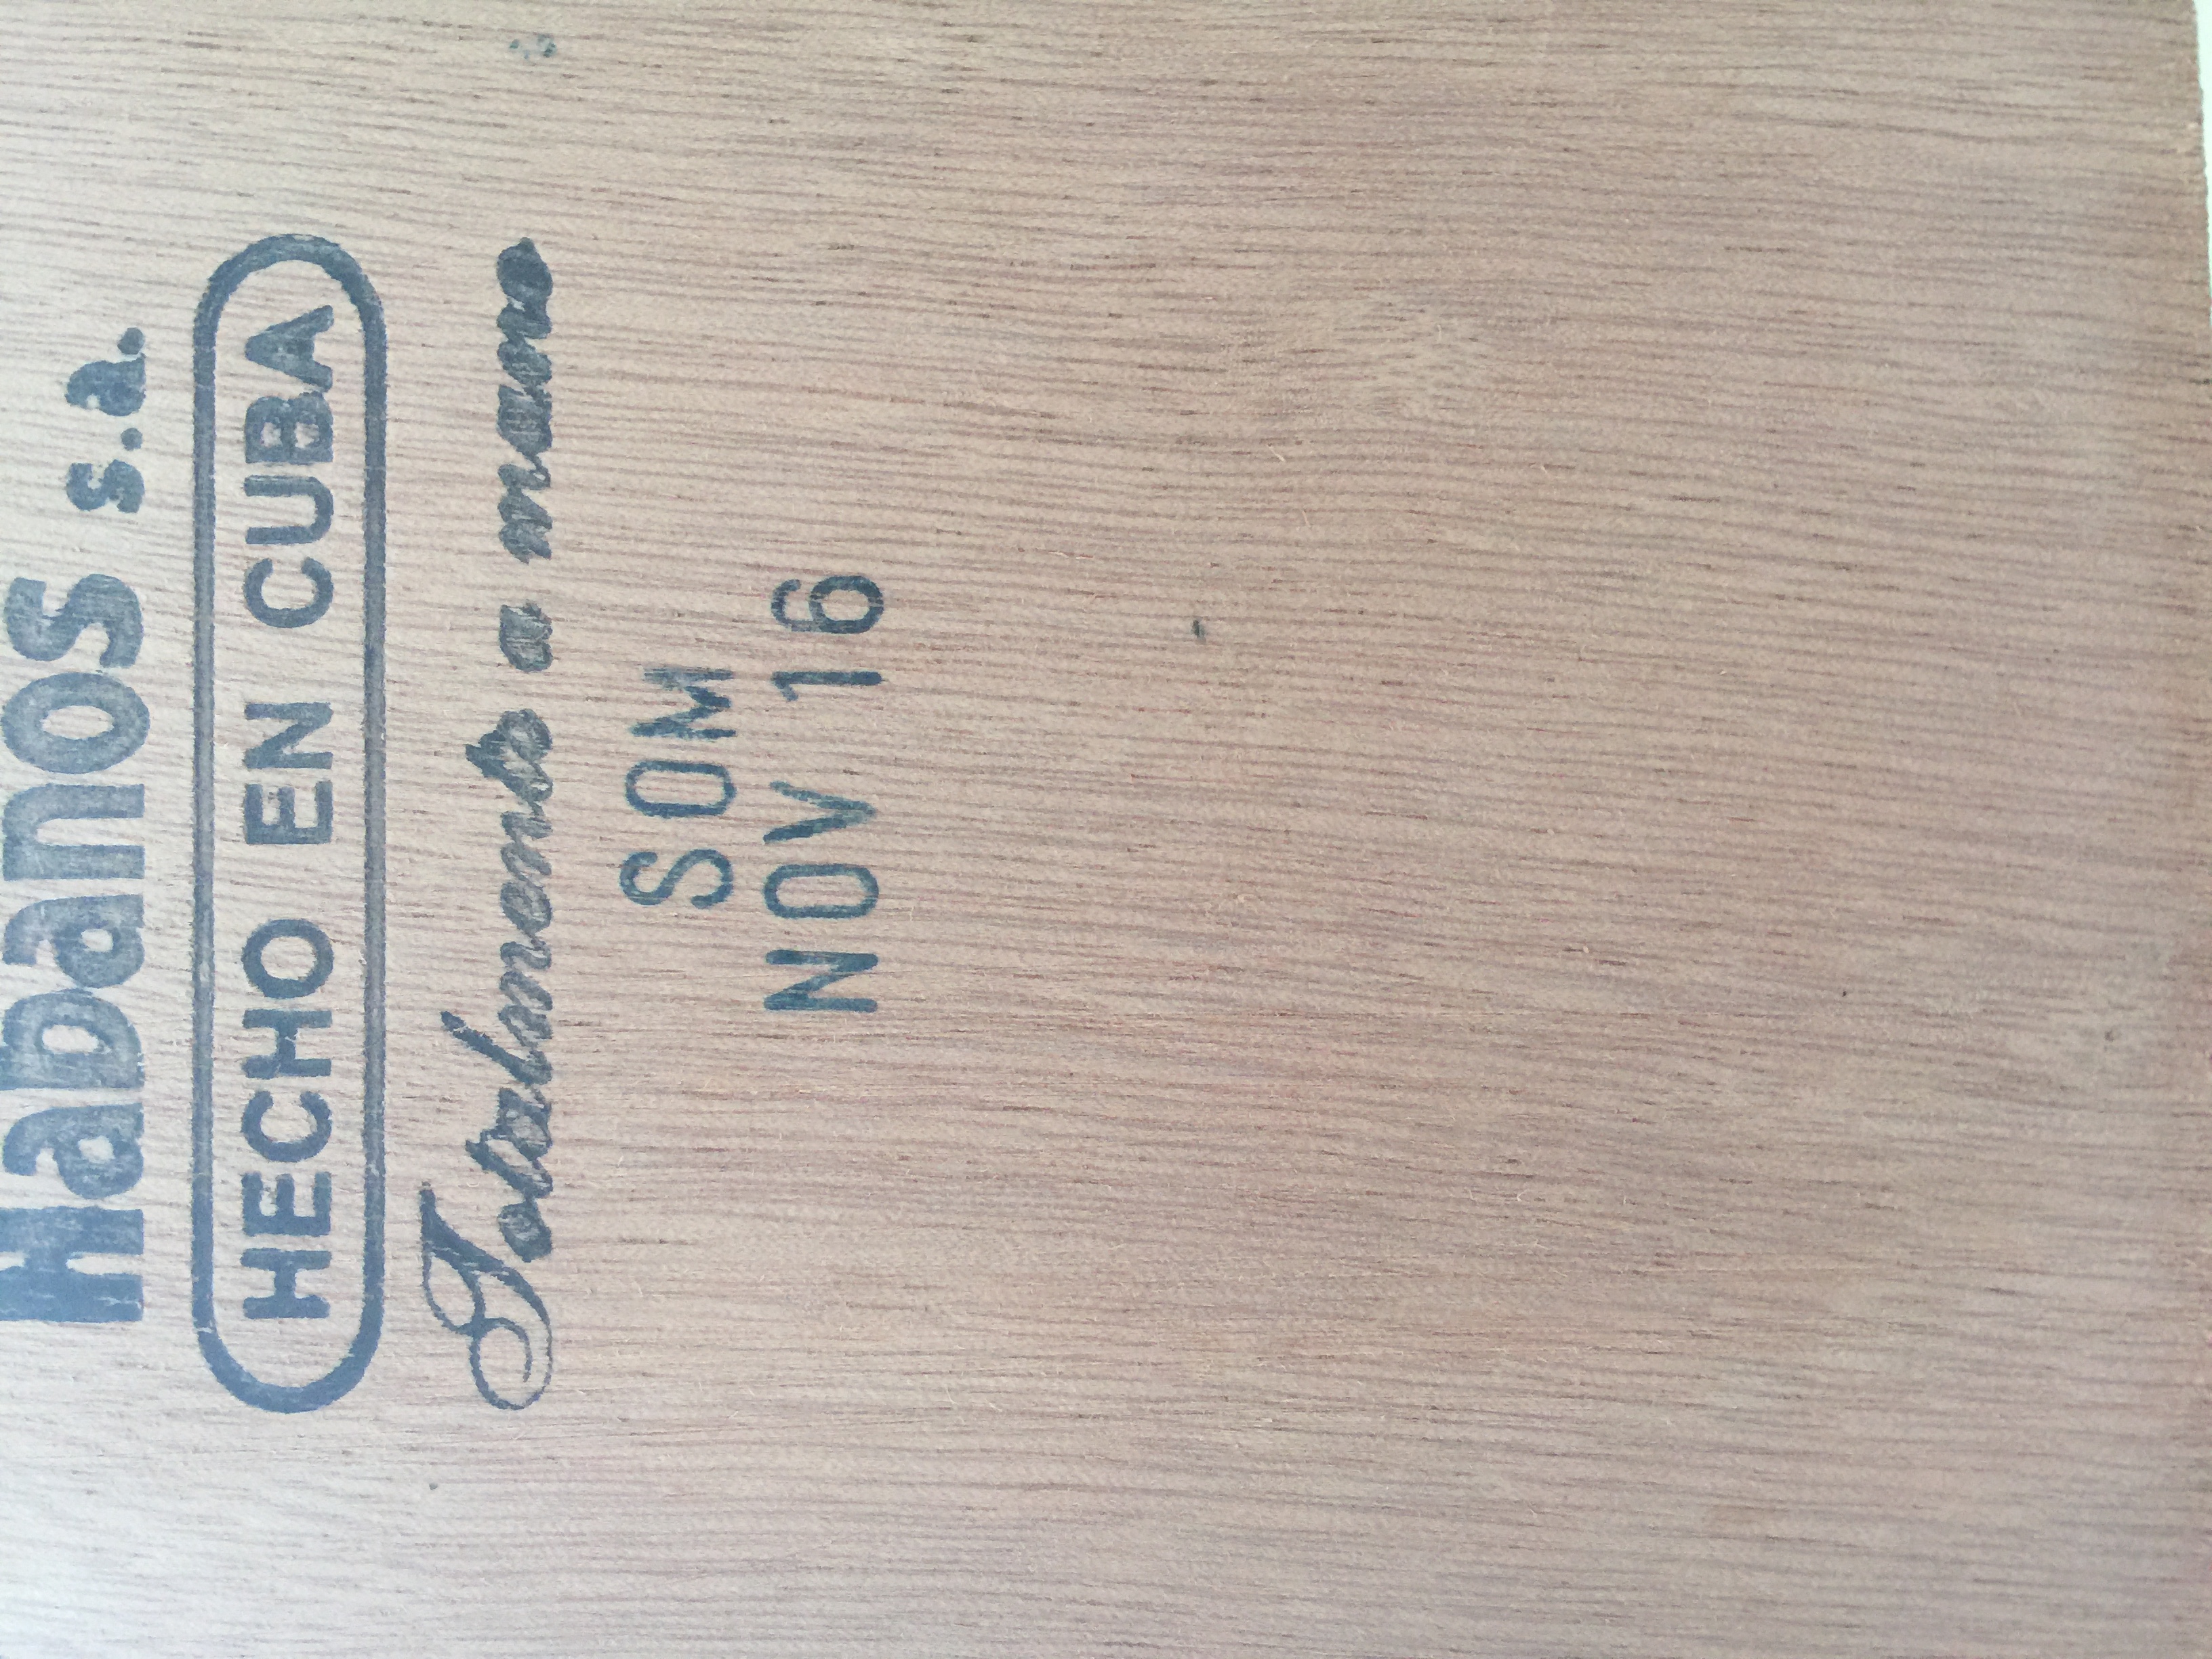 Habanos s.a.
HECHO EN CUBA
Totalmente a mano
SOM
NOV 16